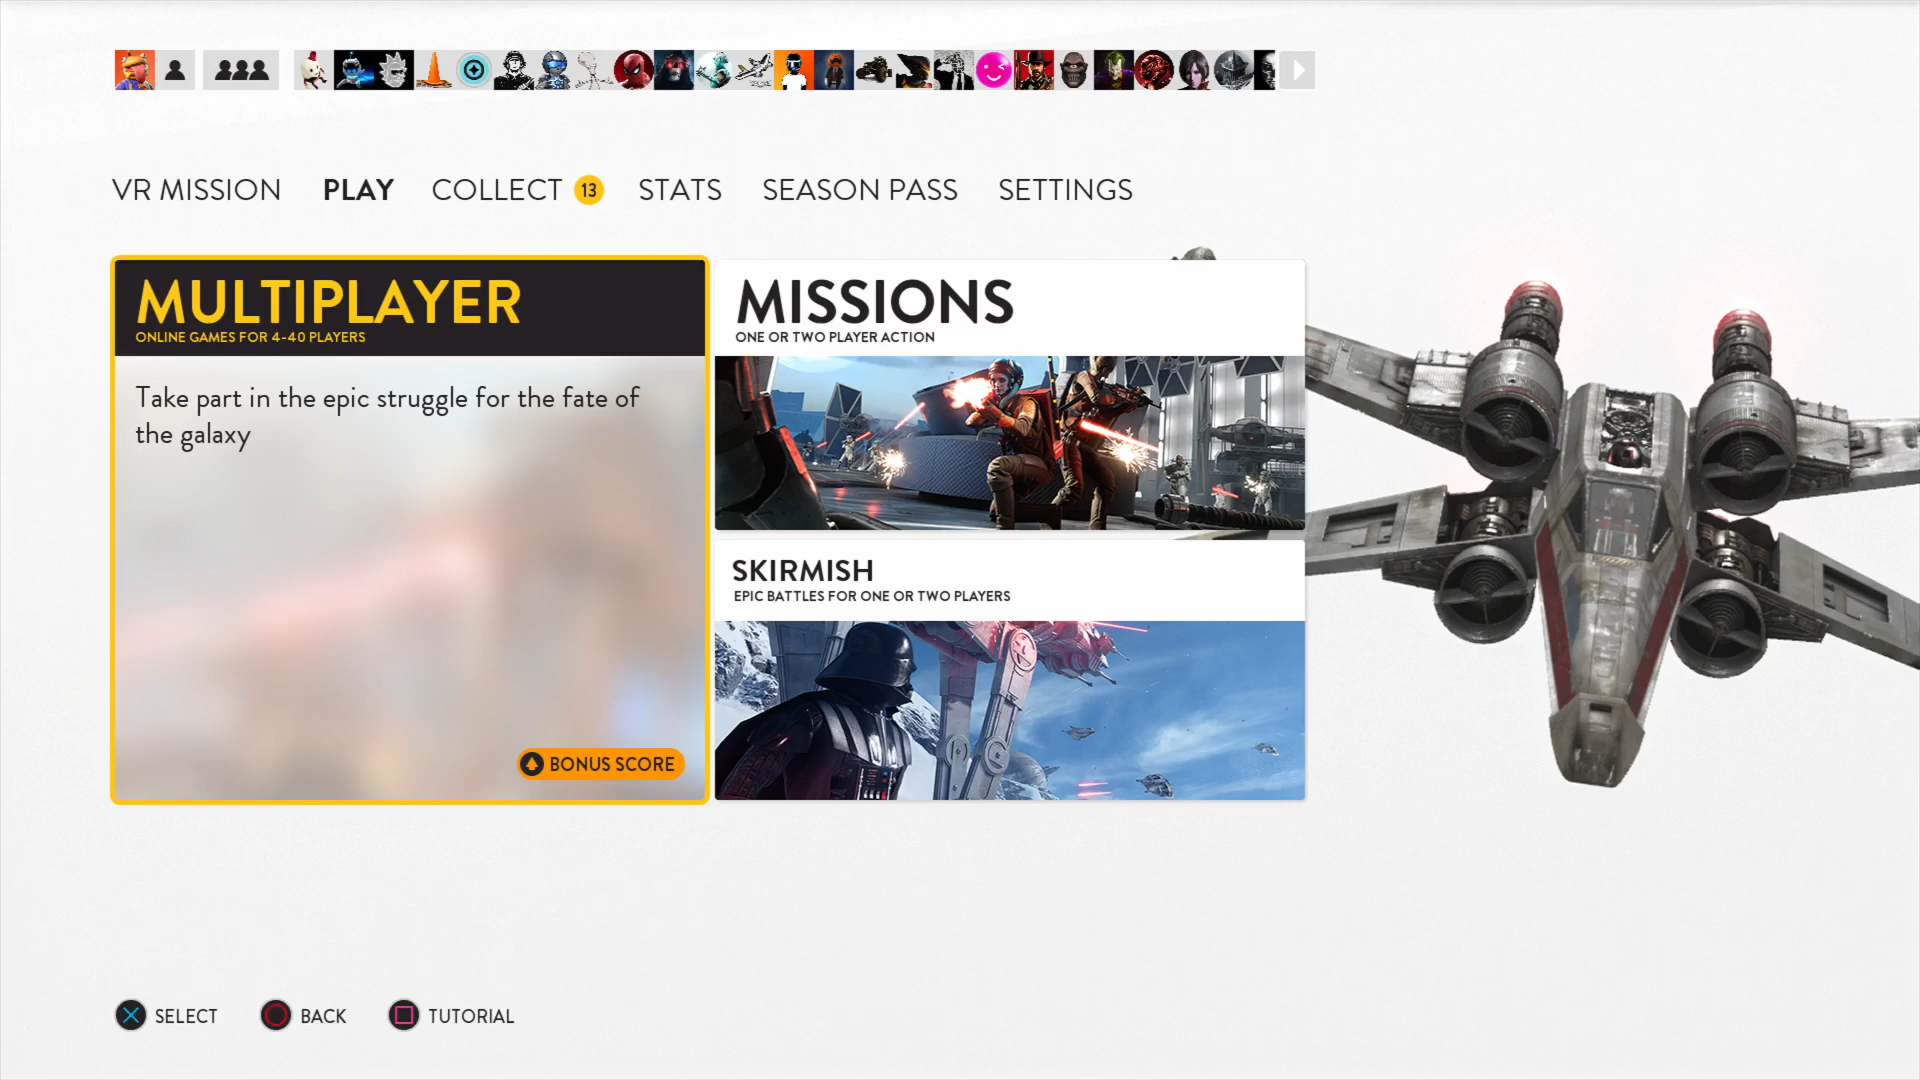 VR MISSION PLAY COLLECT 13 STATS SEASON PASS SETTINGS
MULTIPLAYER
ONLINE GAMES FOR 4-40 PLAYERS
Take part in the epic struggle for the fate of
the galaxy
BONUS SCORE
MISSIONS
ONE OR TWO PLAYER ACTION
SKIRMISH
EPIC BATTLES FOR ONE OR TWO PLAYERS
SELECT BACK TUTORIAL